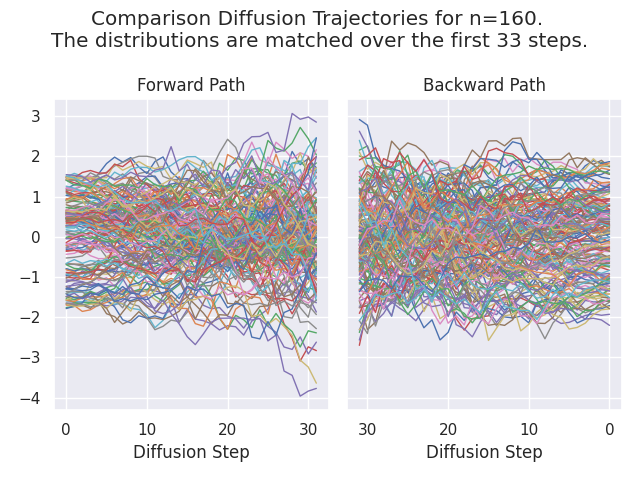 Comparison Diffusion Trajectories for n=160.
The distributions are matched over the first 33 steps.
Forward Path
Backward Path
3
2
1
0
−1
−2
−3
−4
0
10
20
30
30
20
10
0
Diffusion Step
Diffusion Step